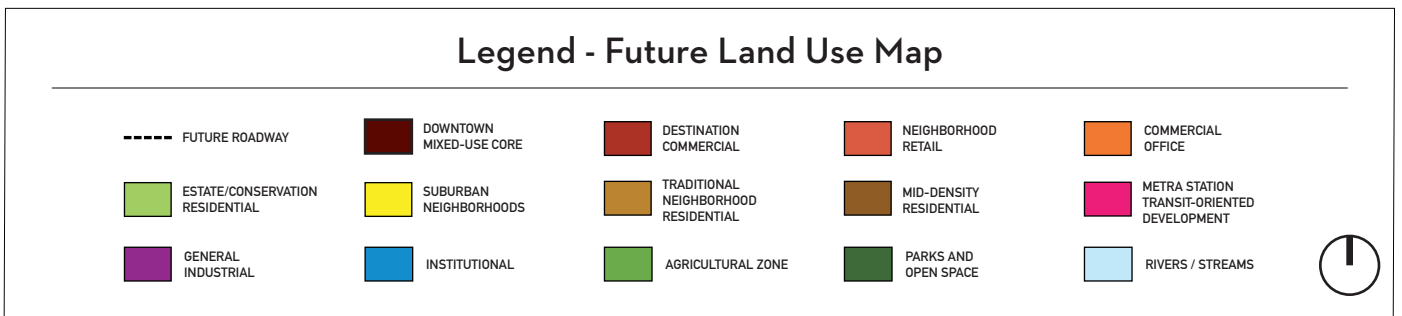 Legend - Future Land Use Map
FUTURE ROADWAY
DOWNTOWN
MIXED-USE CORE
DESTINATION
COMMERCIAL
NEIGHBORHOOD
RETAIL
COMMERCIAL
OFFICE
ESTATE/CONSERVATION
RESIDENTIAL
SUBURBAN
NEIGHBORHOODS
TRADITIONAL
NEIGHBORHOOD
RESIDENTIAL
MID-DENSITY
RESIDENTIAL
METRA STATION
TRANSIT-ORIENTED
DEVELOPMENT
GENERAL
INDUSTRIAL
INSTITUTIONAL
AGRICULTURAL ZONE
PARKS AND
OPEN SPACE
RIVERS / STREAMS